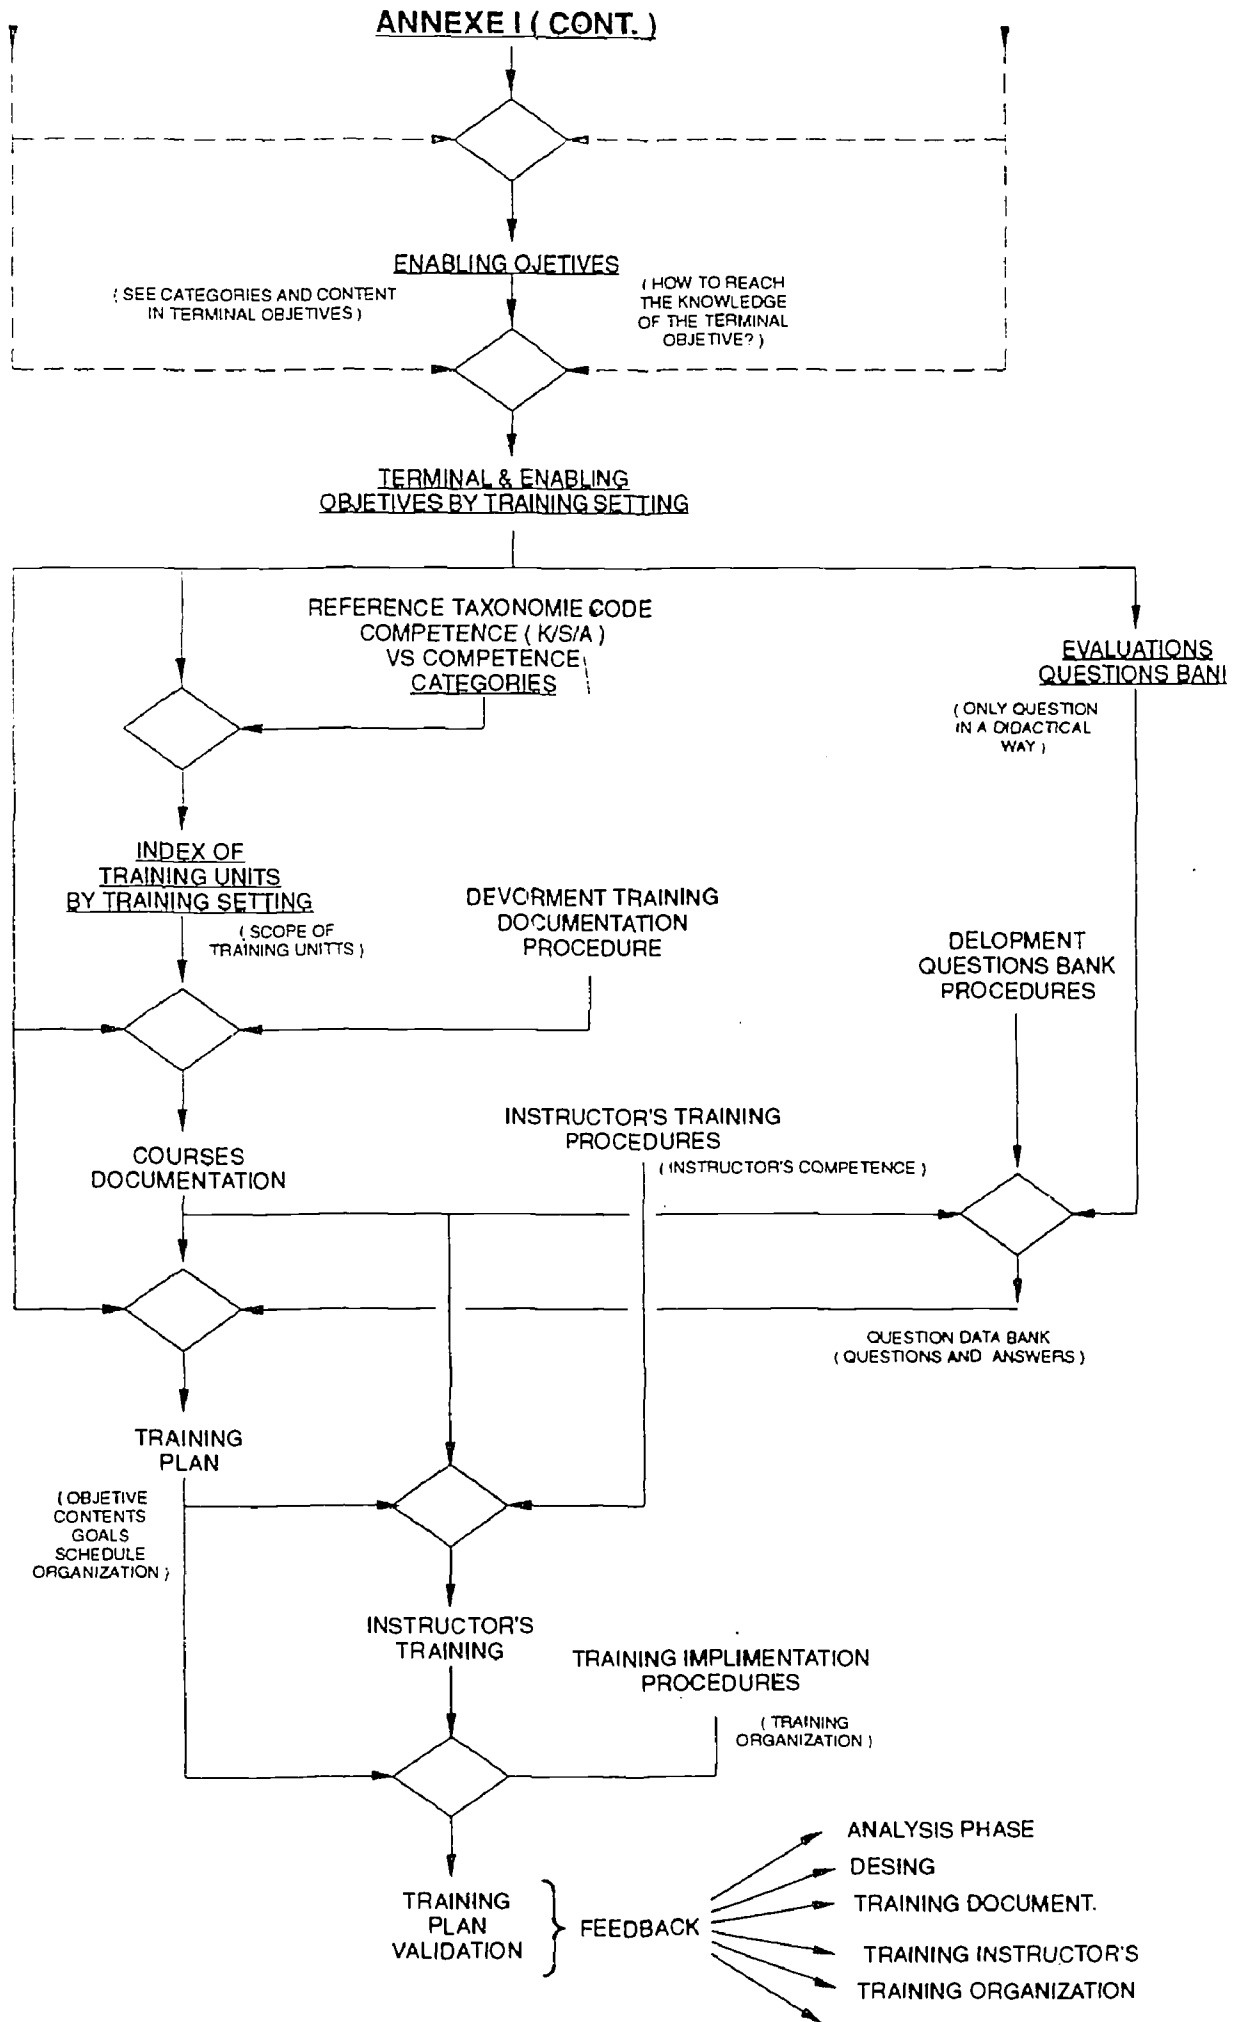 ANNEXE I ( CONT. )
ENABLING OJETIVES
( SEE CATEGORIES AND CONTENT
IN TERMINAL OBJETIVES )
( HOW TO REACH
THE KNOWLEDGE
OF THE TERMINAL
OBJETIVE? )
TERMINAL & ENABLING
OBJETIVES BY TRAINING SETTING
REFERENCE TAXONOMIE CODE
COMPETENCE ( K/S/A )
VS COMPETENCE
CATEGORIES
EVALUATIONS
QUESTIONS BANI
( ONLY QUESTION
IN A DIDACTICAL
WAY )
INDEX OF
TRAINING UNITS
BY TRAINING SETTING
( SCOPE OF
TRAINING UNITTS )
DEVORMENT TRAINING
DOCUMENTATION
PROCEDURE
DELOPMENT
QUESTIONS BANK
PROCEDURES
INSTRUCTOR'S TRAINING
PROCEDURES
( INSTRUCTOR'S COMPETENCE )
COURSES
DOCUMENTATION
QUESTION DATA BANK
( QUESTIONS AND ANSWERS )
TRAINING
PLAN
( OBJETIVE
CONTENTS
GOALS
SCHEDULE
ORGANIZATION )
INSTRUCTOR'S
TRAINING
TRAINING IMPLIMENTATION
PROCEDURES
( TRAINING
ORGANIZATION )
TRAINING
PLAN
VALIDATION
FEEDBACK
ANALYSIS PHASE
DESING
TRAINING DOCUMENT.
TRAINING INSTRUCTOR'S
TRAINING ORGANIZATION